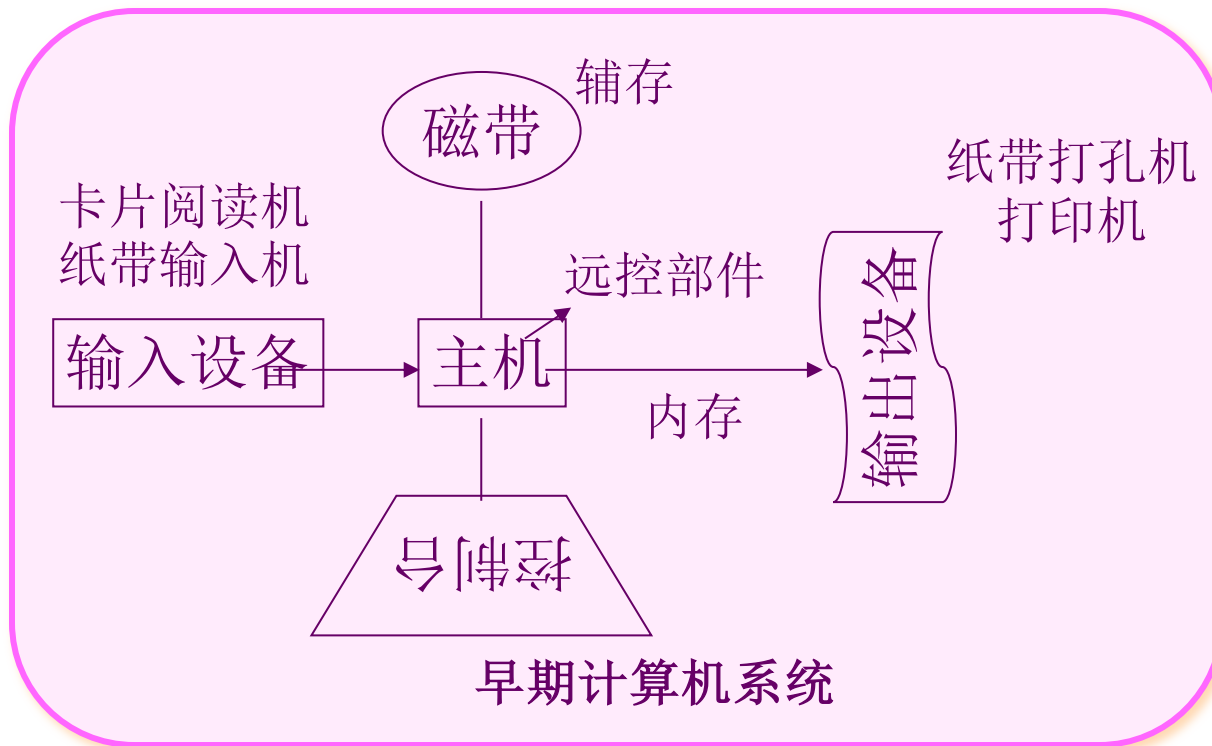 辅存
磁带
纸带打孔机
打印机
卡片阅读机
纸带输入机
远控部件
输入设备
主机
输出设备
内存
控制台
早期计算机系统